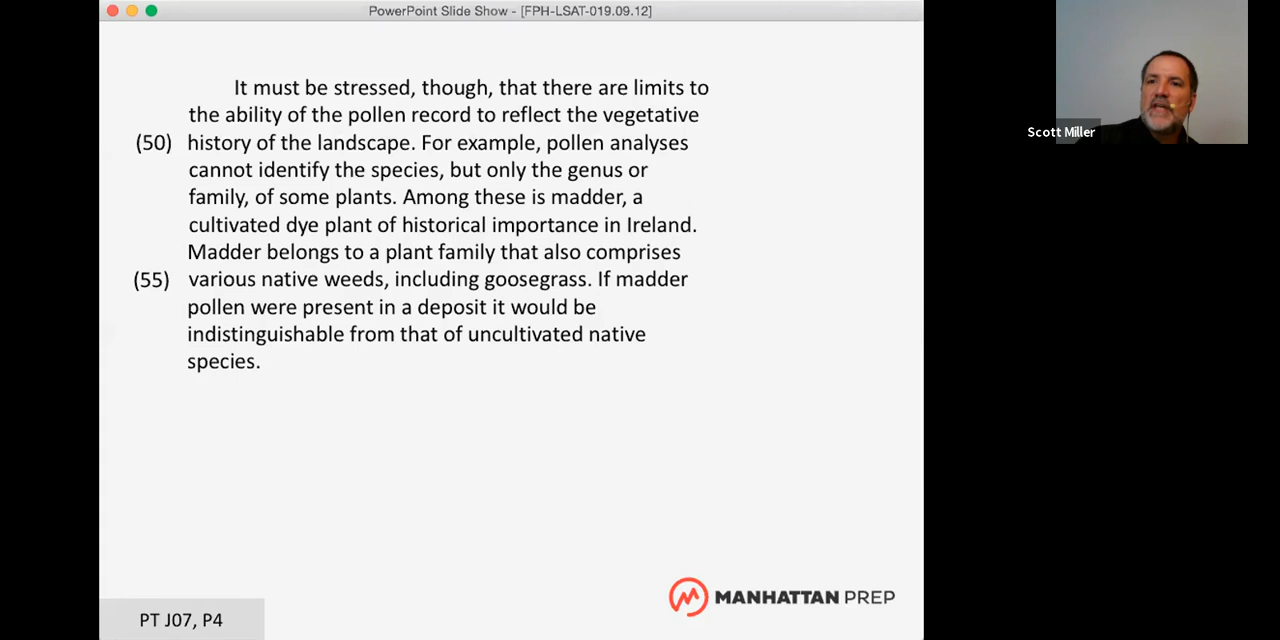 PowerPoint Slide Show - [FPH-LSAT-019.09.12]
It must be stressed, though, that there are limits to
the ability of the pollen record to reflect the vegetative
(50) history of the landscape. For example, pollen analyses
cannot identify the species, but only the genus or
family, of some plants. Among these is madder, a
cultivated dye plant of historical importance in Ireland.
Madder belongs to a plant family that also comprises
(55) various native weeds, including goosegrass. If madder
pollen were present in a deposit it would be
indistinguishable from that of uncultivated native
species.
Scott Miller
MANHATTAN PREP
PT J07, P4